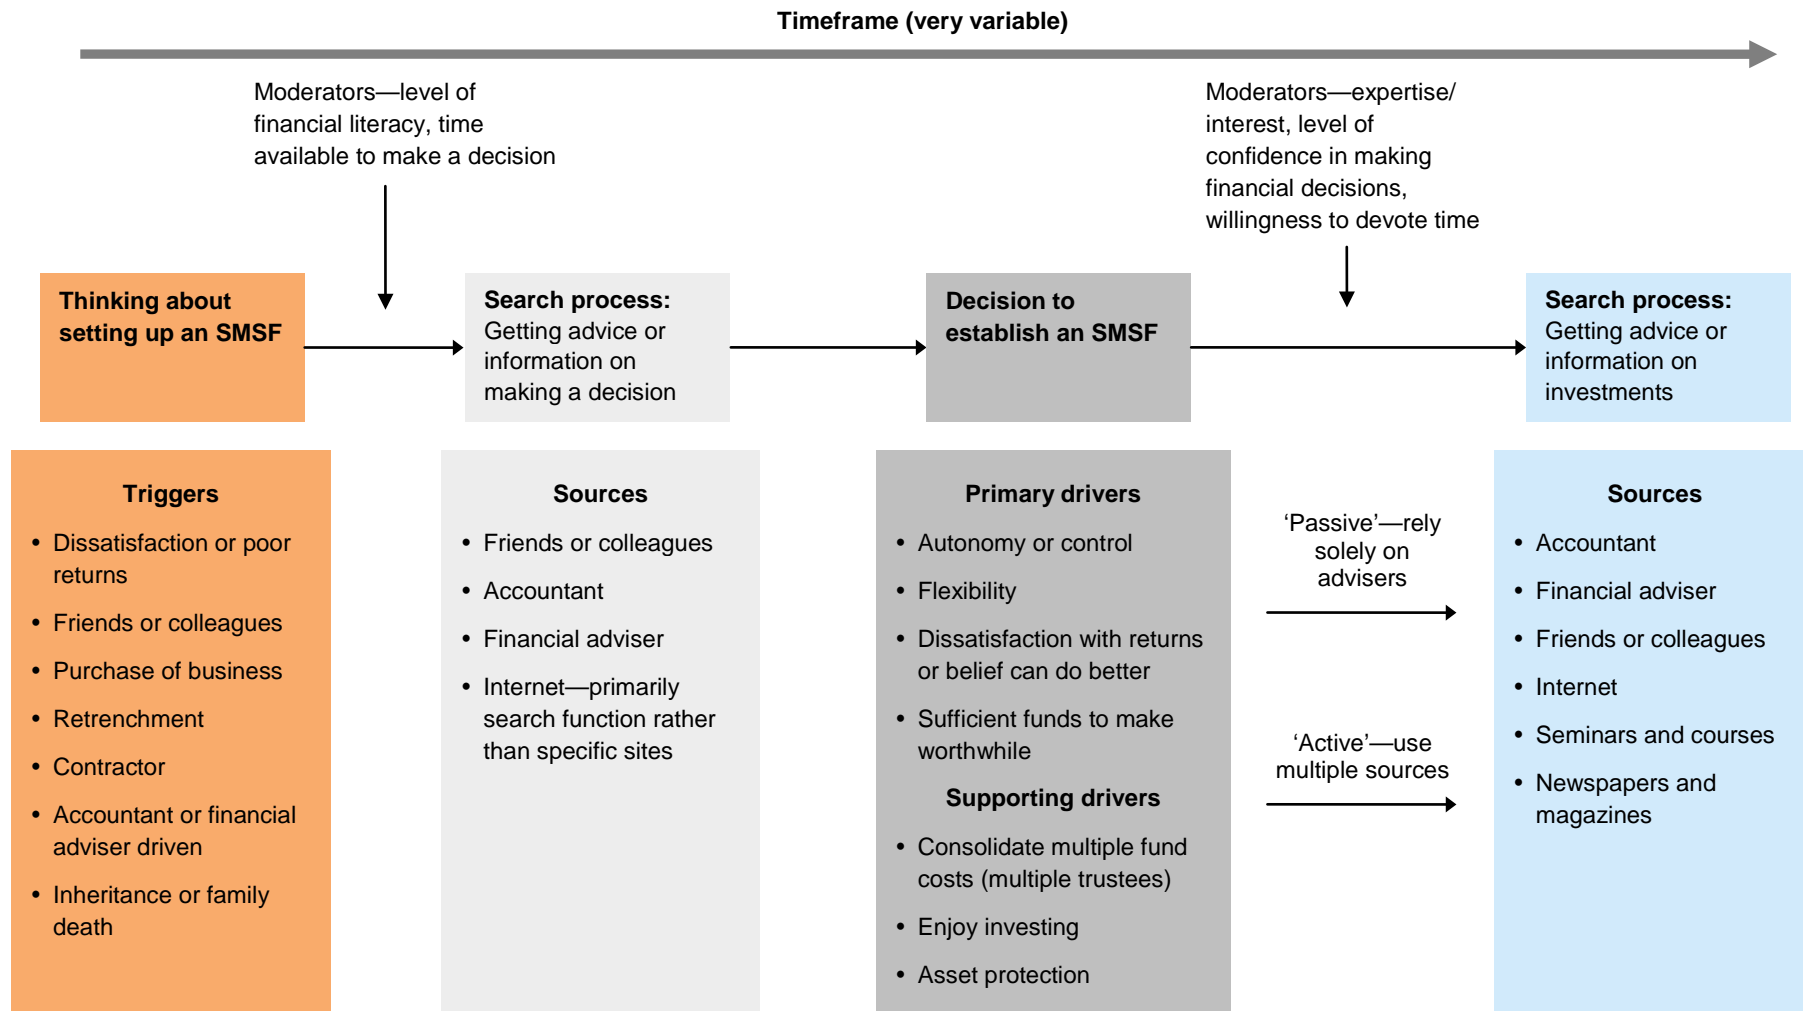 Timeframe (very variable)
Moderators—level of
financial literacy, time
available to make a decision
Moderators—expertise/
interest, level of
confidence in making
financial decisions,
willingness to devote time
Thinking about
setting up an SMSF
Search process:
Getting advice or
information on
making a decision
Decision to
establish an SMSF
Search process:
Getting advice or
information on
investments
Triggers
• Dissatisfaction or poor
returns
• Friends or colleagues
• Purchase of business
• Retrenchment
• Contractor
• Accountant or financial
adviser driven
• Inheritance or family
death
Sources
• Friends or colleagues
• Accountant
• Financial adviser
• Internet—primarily
search function rather
than specific sites
Primary drivers
• Autonomy or control
• Flexibility
• Dissatisfaction with returns
or belief can do better
• Sufficient funds to make
worthwhile
Supporting drivers
• Consolidate multiple fund
costs (multiple trustees)
• Enjoy investing
• Asset protection
‘Passive’—rely
solely on
advisers
‘Active’—use
multiple sources
Sources
• Accountant
• Financial adviser
• Friends or colleagues
• Internet
• Seminars and courses
• Newspapers and
magazines